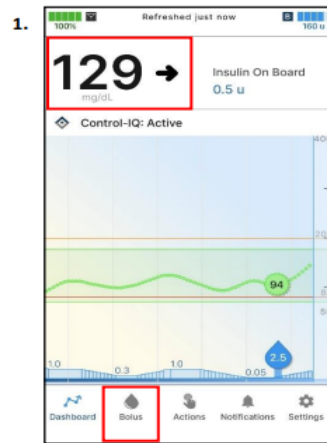 1.
100%
Refreshed just now
B
160 u
129
mg/dL
Insulin On Board
0.5 u
Control-IQ: Active
94
1.0
0.3
1.0
0.05
2.5
Dashboard
Bolus
Actions
Notifications
Settings